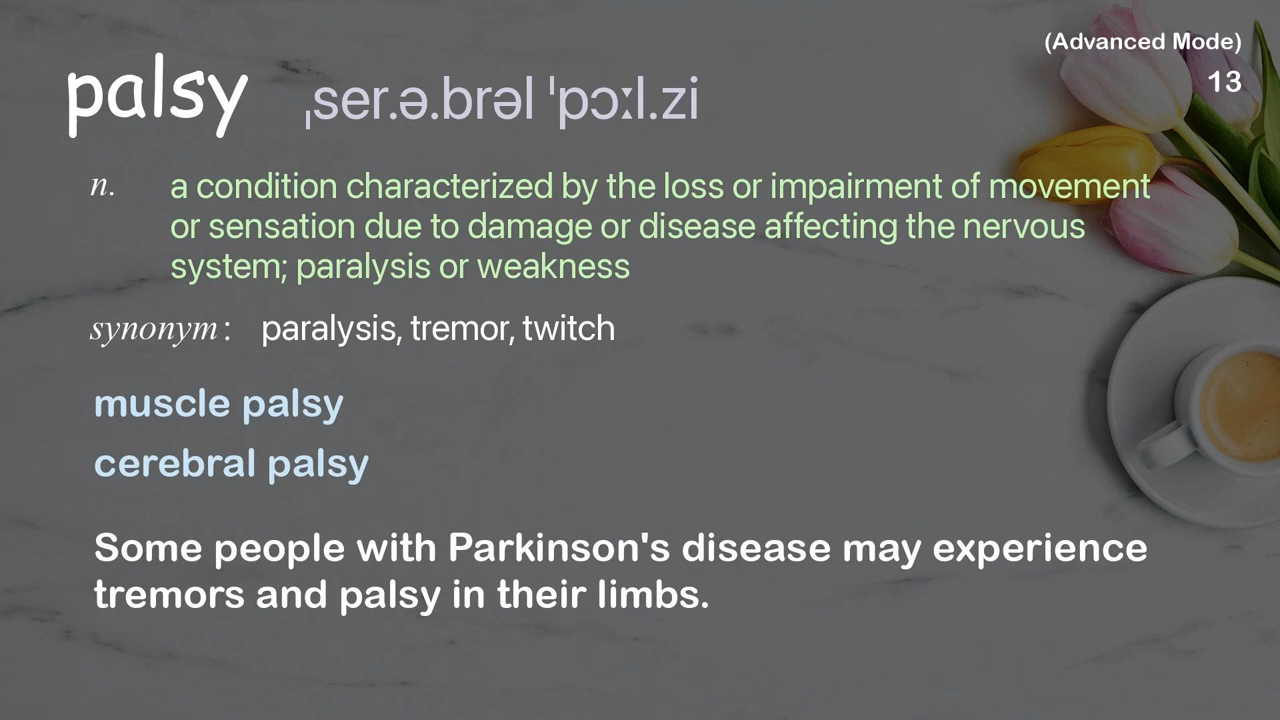 (Advanced Mode)
13
palsy ˌser.ə.brəl ˈpɔːl.zi
n. a condition characterized by the loss or impairment of movement
or sensation due to damage or disease affecting the nervous
system; paralysis or weakness
synonym: paralysis, tremor, twitch
muscle palsy
cerebral palsy
Some people with Parkinson's disease may experience
tremors and palsy in their limbs.